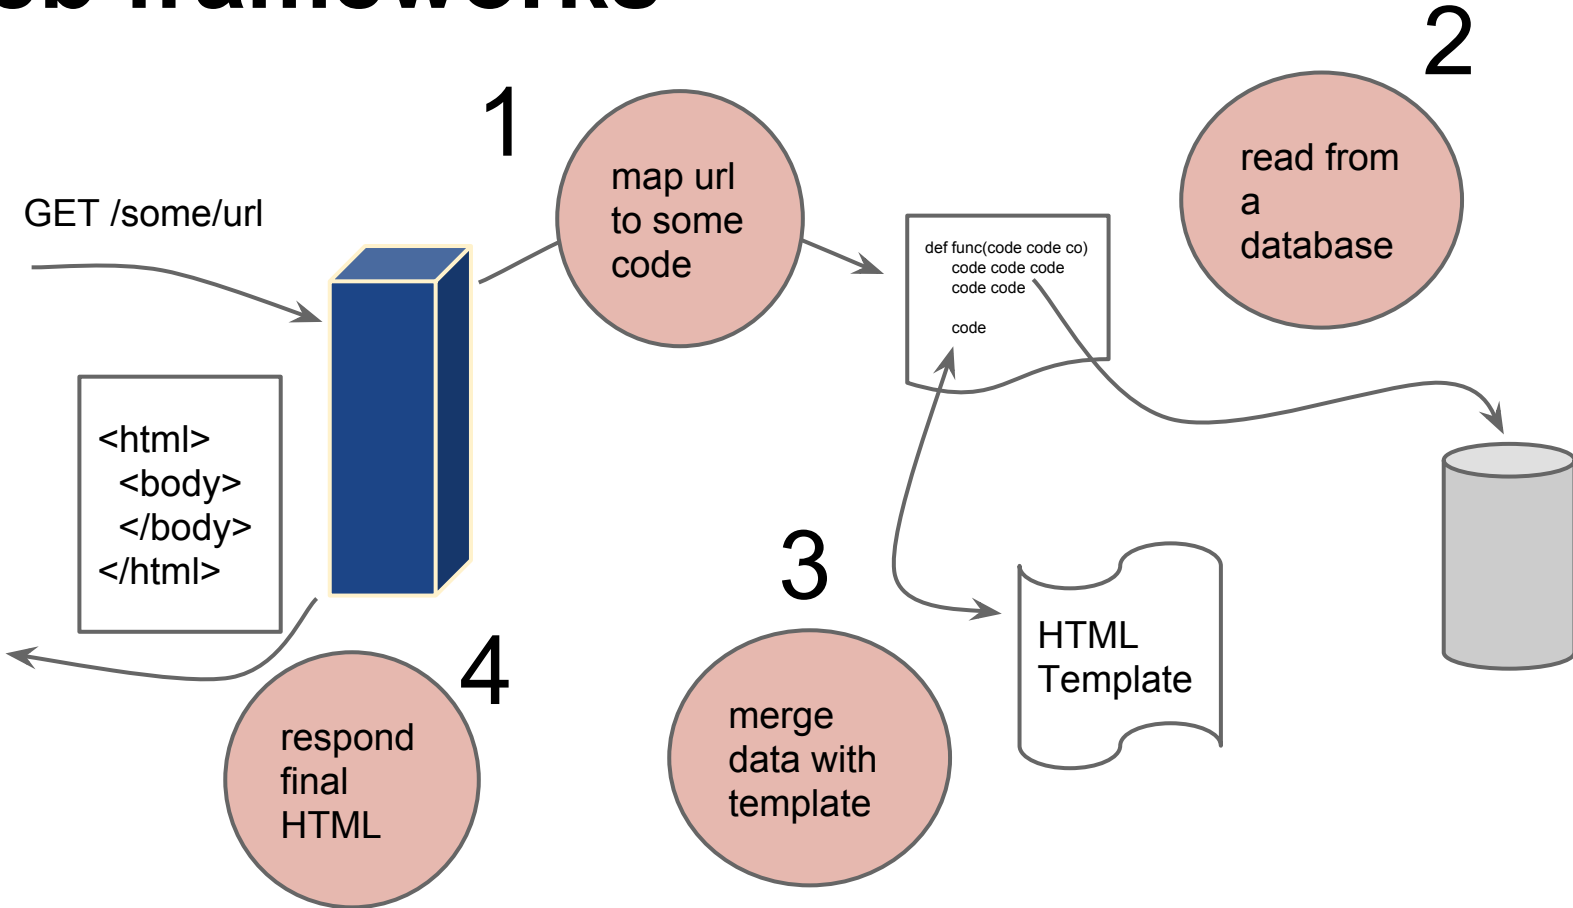 frameworks
2
1
GET /some/url
map url
to some
code
read from
a
database
def func(code code co)
code code code
code code
code
<html>
<body>
</body>
</html>
3
HTML
Template
4
respond
final
HTML
merge
data with
template